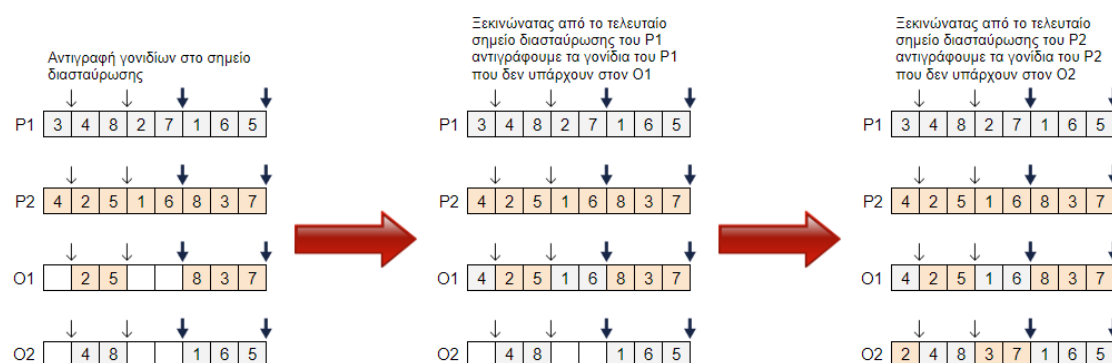 Αντιγραφή γονιδίων στο σημείο
διασταύρωσης
P1 3 4 8 2 7 1 6 5
P2 4 2 5 1 6 8 3 7
O1 2 5 8 3 7
O2 4 8 1 6 5
Ξεκινώνατας από το τελευταίο
σημείο διασταύρωσης του P1
αντιγράφουμε τα γονίδια του P1
που δεν υπάρχουν στον O1
P1 3 4 8 2 7 1 6 5
P2 4 2 5 1 6 8 3 7
O1 4 2 5 1 6 8 3 7
O2 4 8 1 6 5
Ξεκινώνατας από το τελευταίο
σημείο διασταύρωσης του P2
αντιγράφουμε τα γονίδια του P2
που δεν υπάρχουν στον O2
P1 3 4 8 2 7 1 6 5
P2 4 2 5 1 6 8 3 7
O1 4 2 5 1 6 8 3 7
O2 2 4 8 3 7 1 6 5